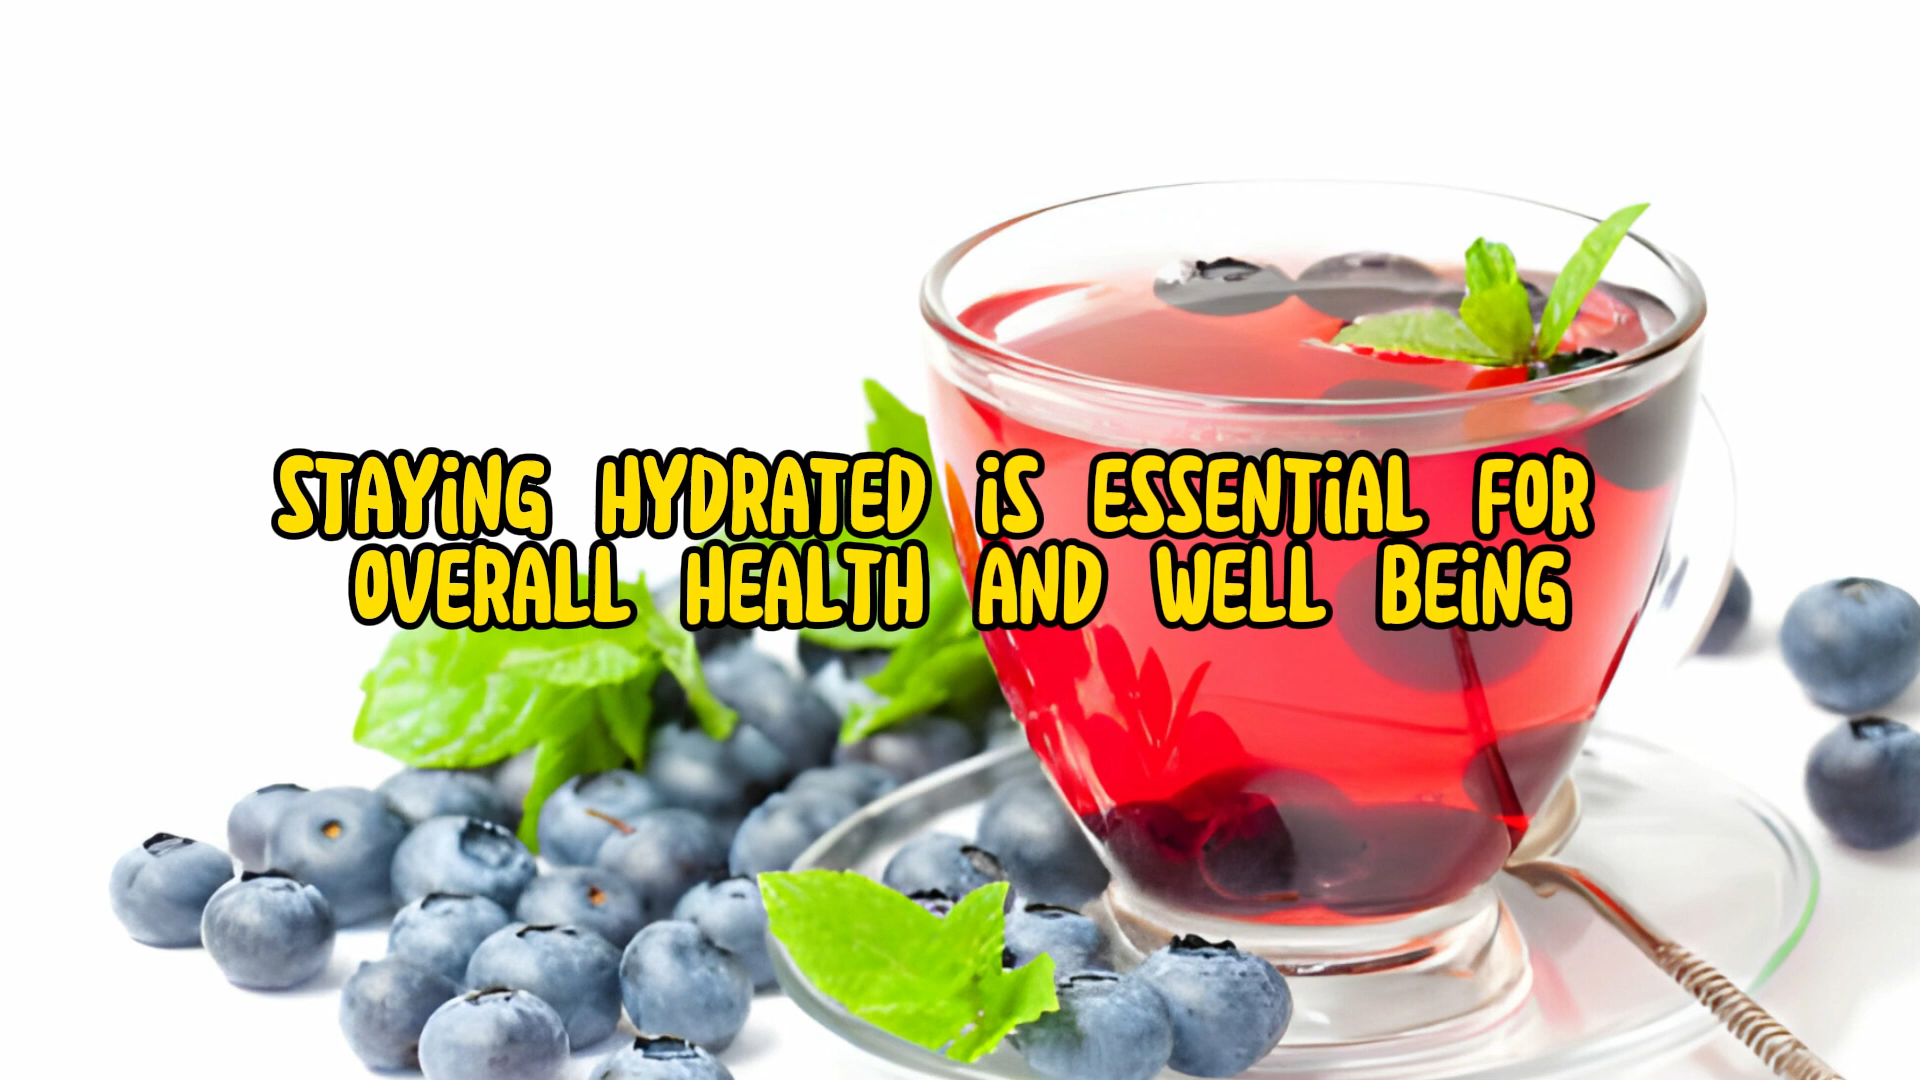 STAYING HYDRATED IS ESSENTIAL FOR
OVERALL HEALTH AND WELL BEING